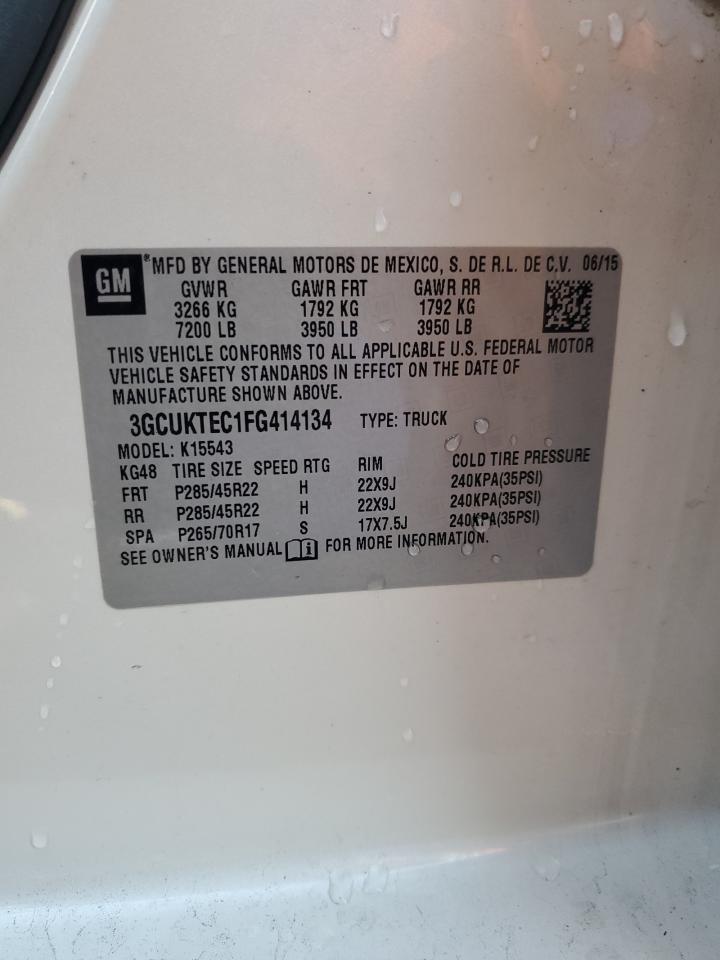 GM
®MFD BY GENERAL MOTORS DE MEXICO, S. DE R.L. DE C.V. 06/15
GVWR GAWR FRT GAWR RR
3266 KG 1792 KG 1792 KG
7200 LB 3950 LB 3950 LB
THIS VEHICLE CONFORMS TO ALL APPLICABLE U.S. FEDERAL MOTOR
VEHICLE SAFETY STANDARDS IN EFFECT ON THE DATE OF
MANUFACTURE SHOWN ABOVE.
3GCUKTEC1FG414134 TYPE: TRUCK
MODEL: K15543
KG48 TIRE SIZE SPEED RTG RIM COLD TIRE PRESSURE
FRT P285/45R22 H 22X9J 240KPA(35PSI)
RR P285/45R22 H 22X9J 240KPA(35PSI)
SPA P265/70R17 S 17X7.5J 240KPA(35PSI)
SEE OWNER'S MANUAL i FOR MORE INFORMATION.